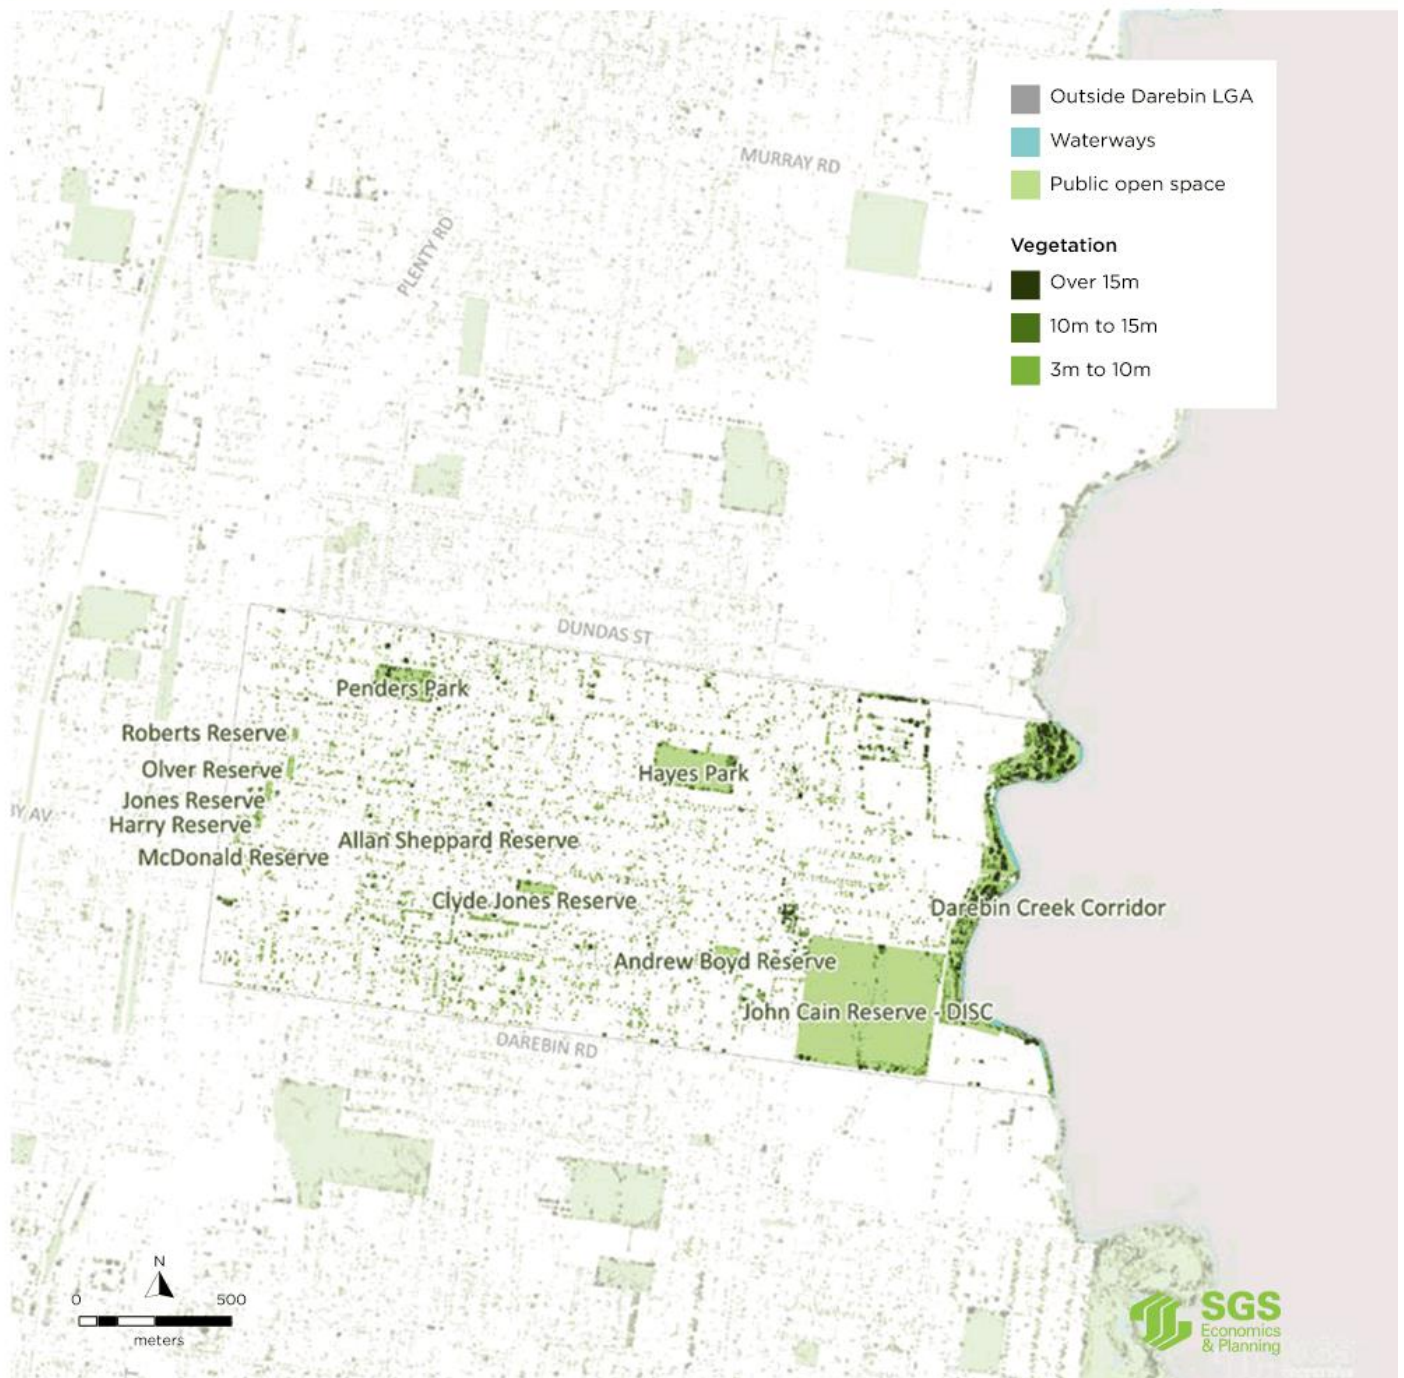 Outside Darebin LGA
Waterways
Public open space
Vegetation
Over 15m
10m to 15m
3m to 10m
MURRAY RD
PLENTY RD
DUNDAS ST
Penders Park
Roberts Reserve
Olver Reserve
Hayes Park
Jones Reserve
Y AV
Harry Reserve
Allan Sheppard Reserve
McDonald Reserve
Clyde Jones Reserve
Darebin Creek Corridor
Andrew Boyd Reserve
John Cain Reserve - DISC
DAREBIN RD
N
0 500
meters
SGS
Economics
& Planning